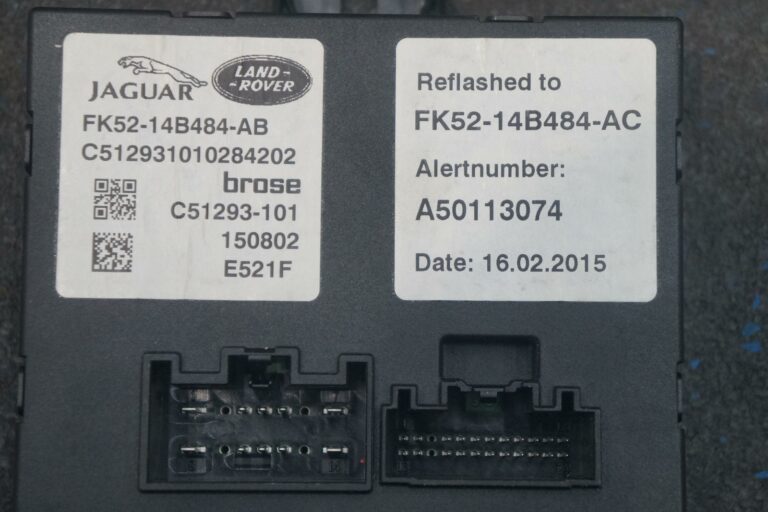 JAGUAR
LAND-
-ROVER
FK52-14B484-AB
C512931010284202
brose
C51293-101
150802
E521F
Reflashed to
FK52-14B484-AC
Alertnumber:
A50113074
Date: 16.02.2015